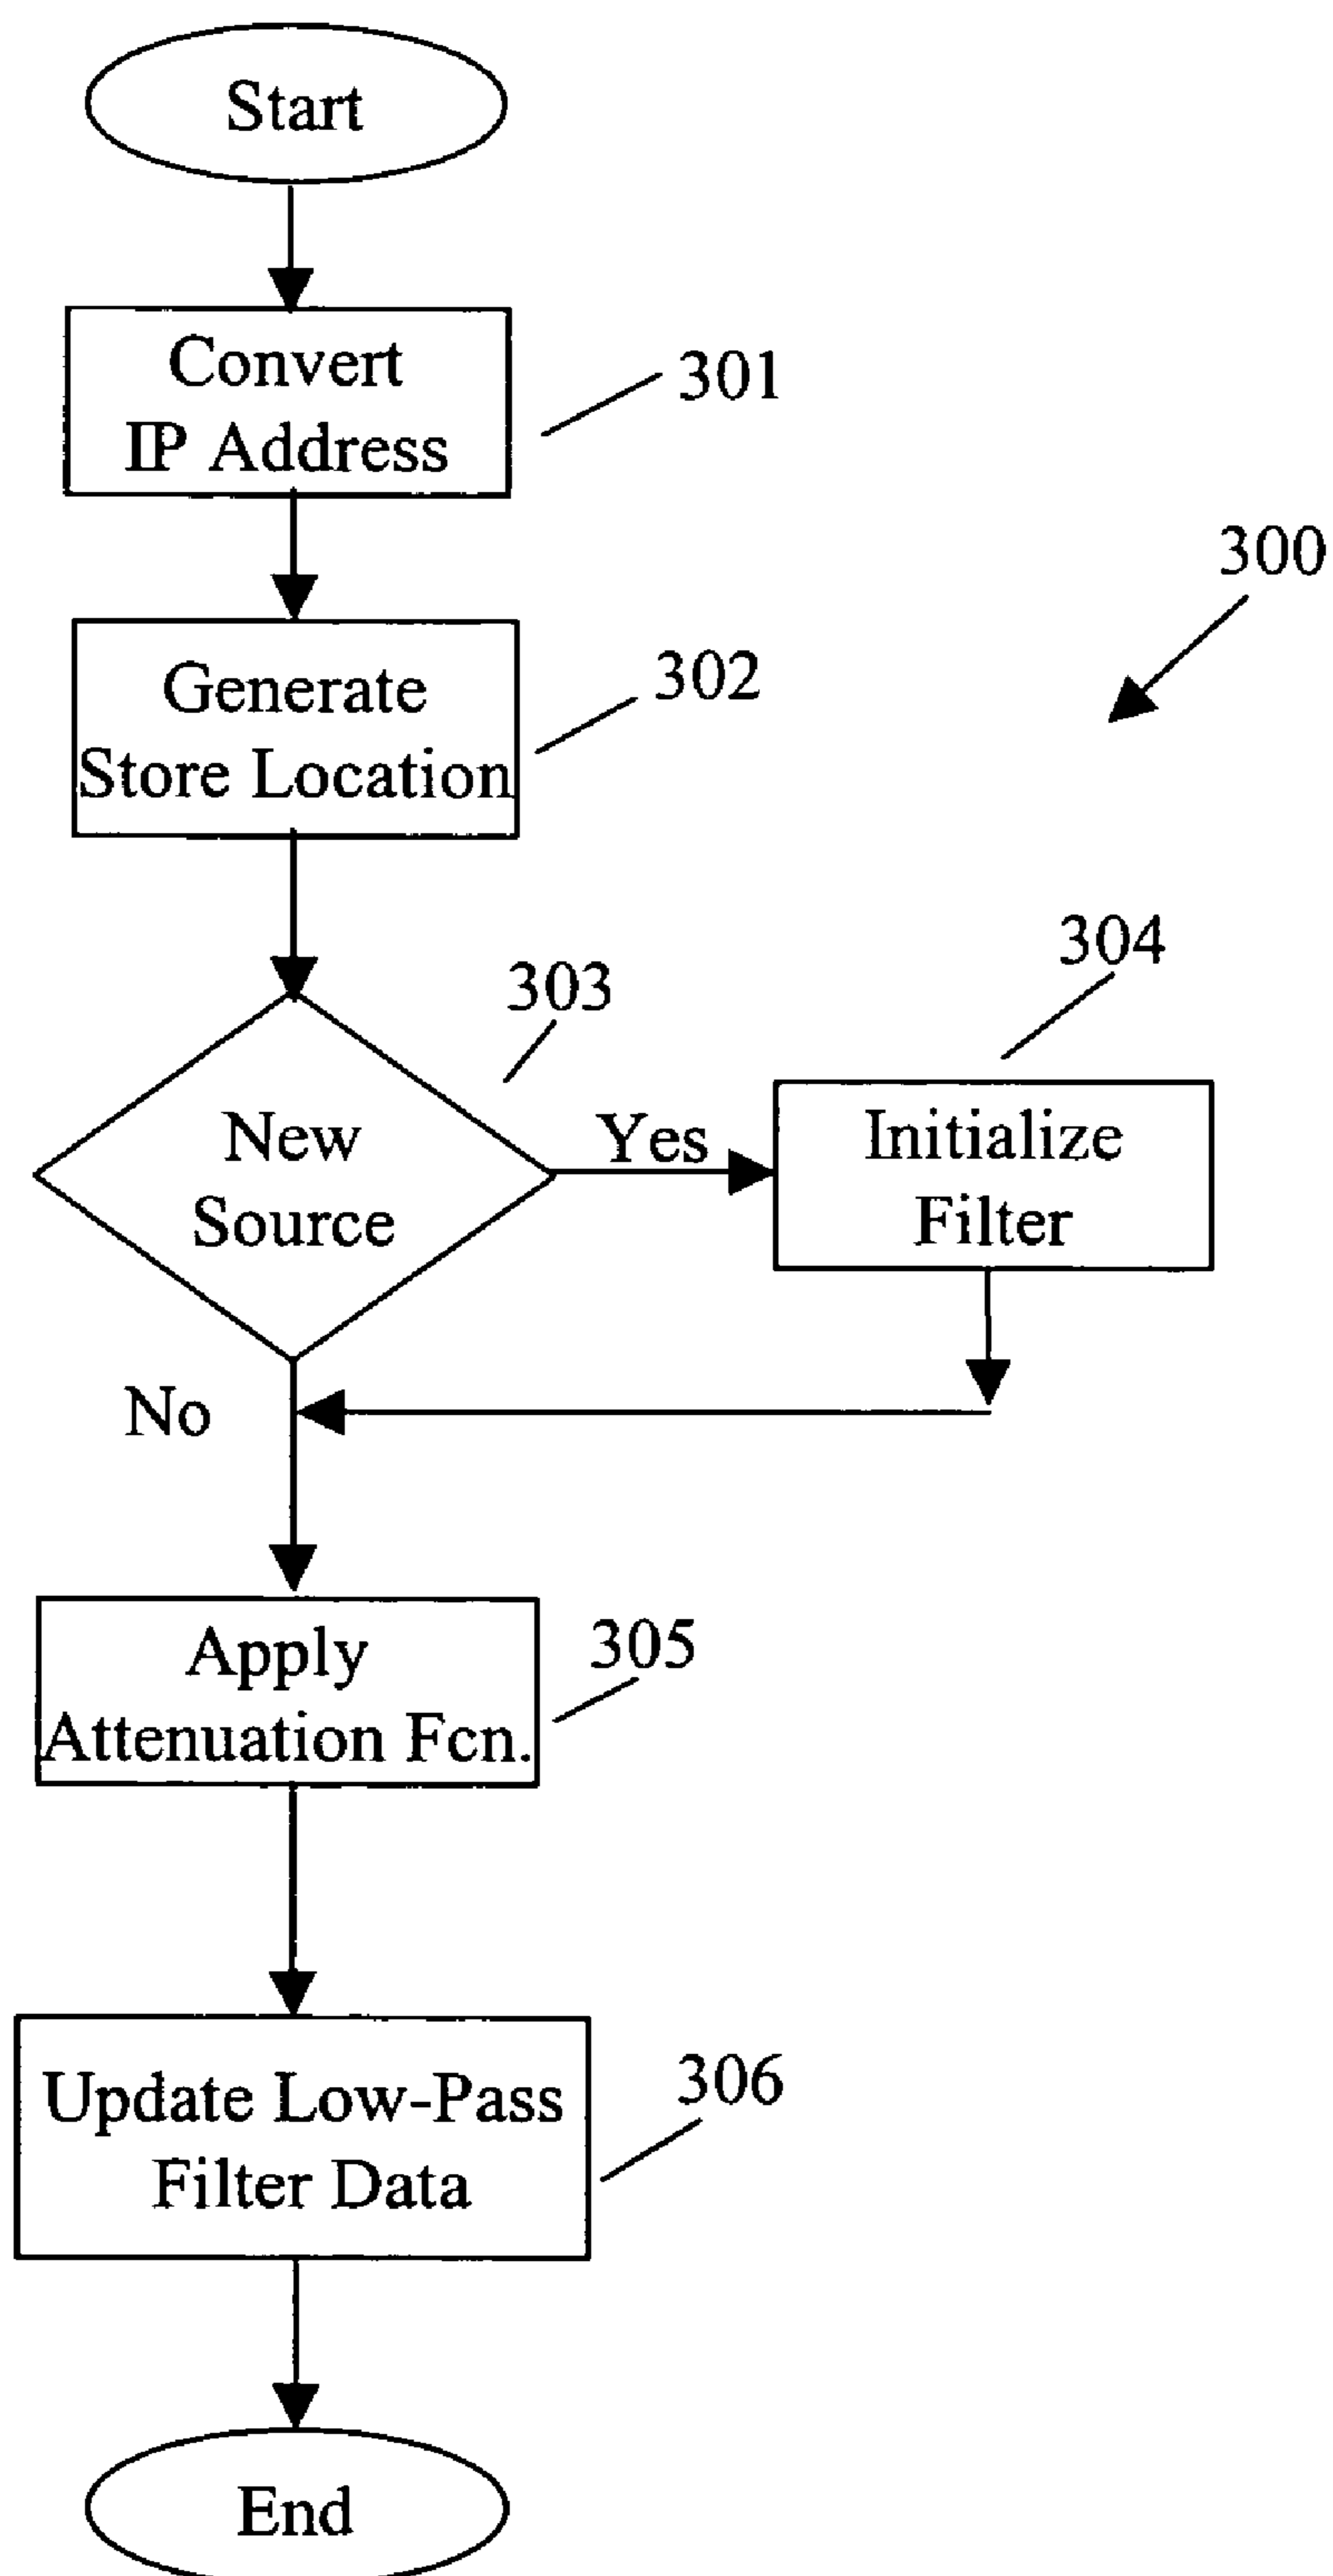 Start
Convert
IP Address
301
300
Generate
Store Location
302
304
303
New
Source
Yes
Initialize
Filter
No
Apply
Attenuation Fcn.
305
Update Low-Pass
Filter Data
306
End